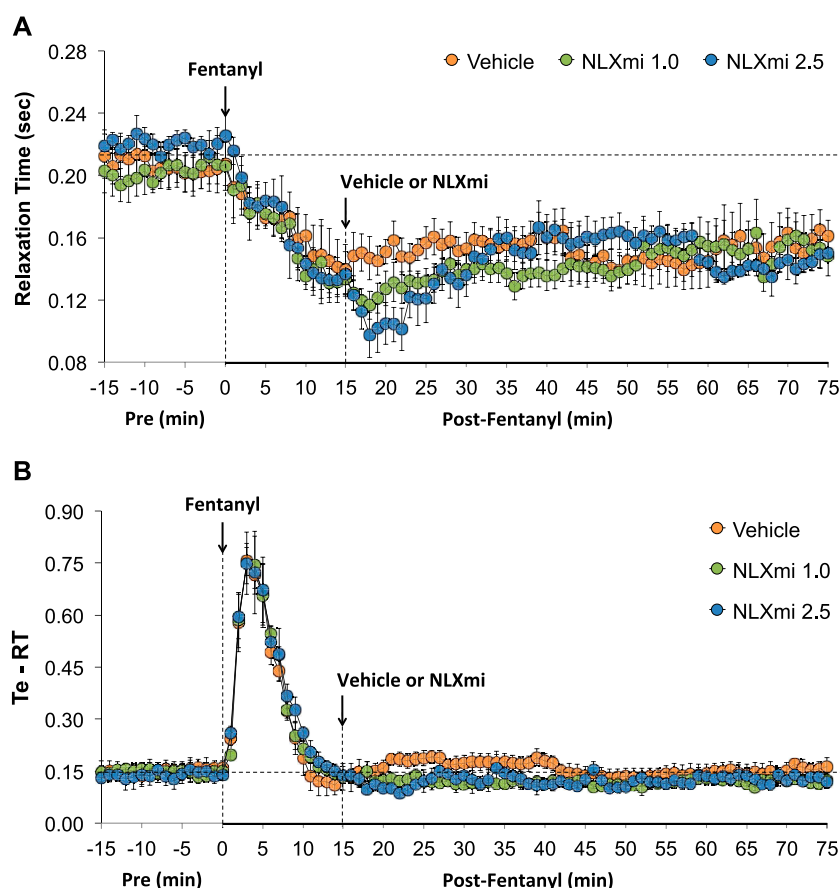 A
Vehicle NLXmi 1.0 NLXmi 2.5
Fentanyl
Vehicle or NLXmi
Relaxation Time (sec)
0.28
0.24
0.20
0.16
0.12
0.08
-15 -10 -5 0 5 10 15 20 25 30 35 40 45 50 55 60 65 70 75
Pre (min) Post-Fentanyl (min)
B
Fentanyl
Vehicle
NLXmi 1.0
NLXmi 2.5
Vehicle or NLXmi
Te - RT
0.90
0.75
0.60
0.45
0.30
0.15
0.00
-15 -10 -5 0 5 10 15 20 25 30 35 40 45 50 55 60 65 70 75
Pre (min) Post-Fentanyl (min)